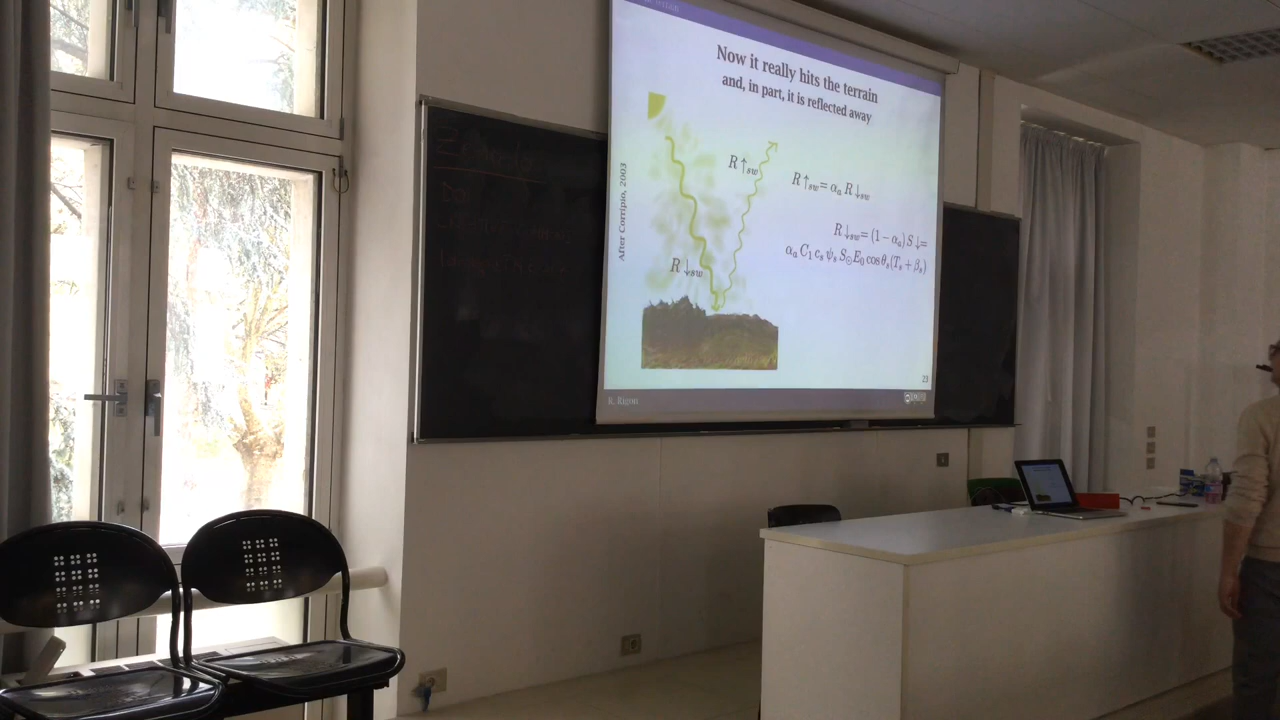 Now it really hits the terrain
and, in part, it is reflected away
After Corripio, 2003
R ↑sw
R ↑sw = αa R ↓sw
R ↓sw = (1 − αa) S ↓=
αa C1 cs ψs S⊙ E0 cos θs (Ts + βs)
R ↓sw
23
R. Rigon